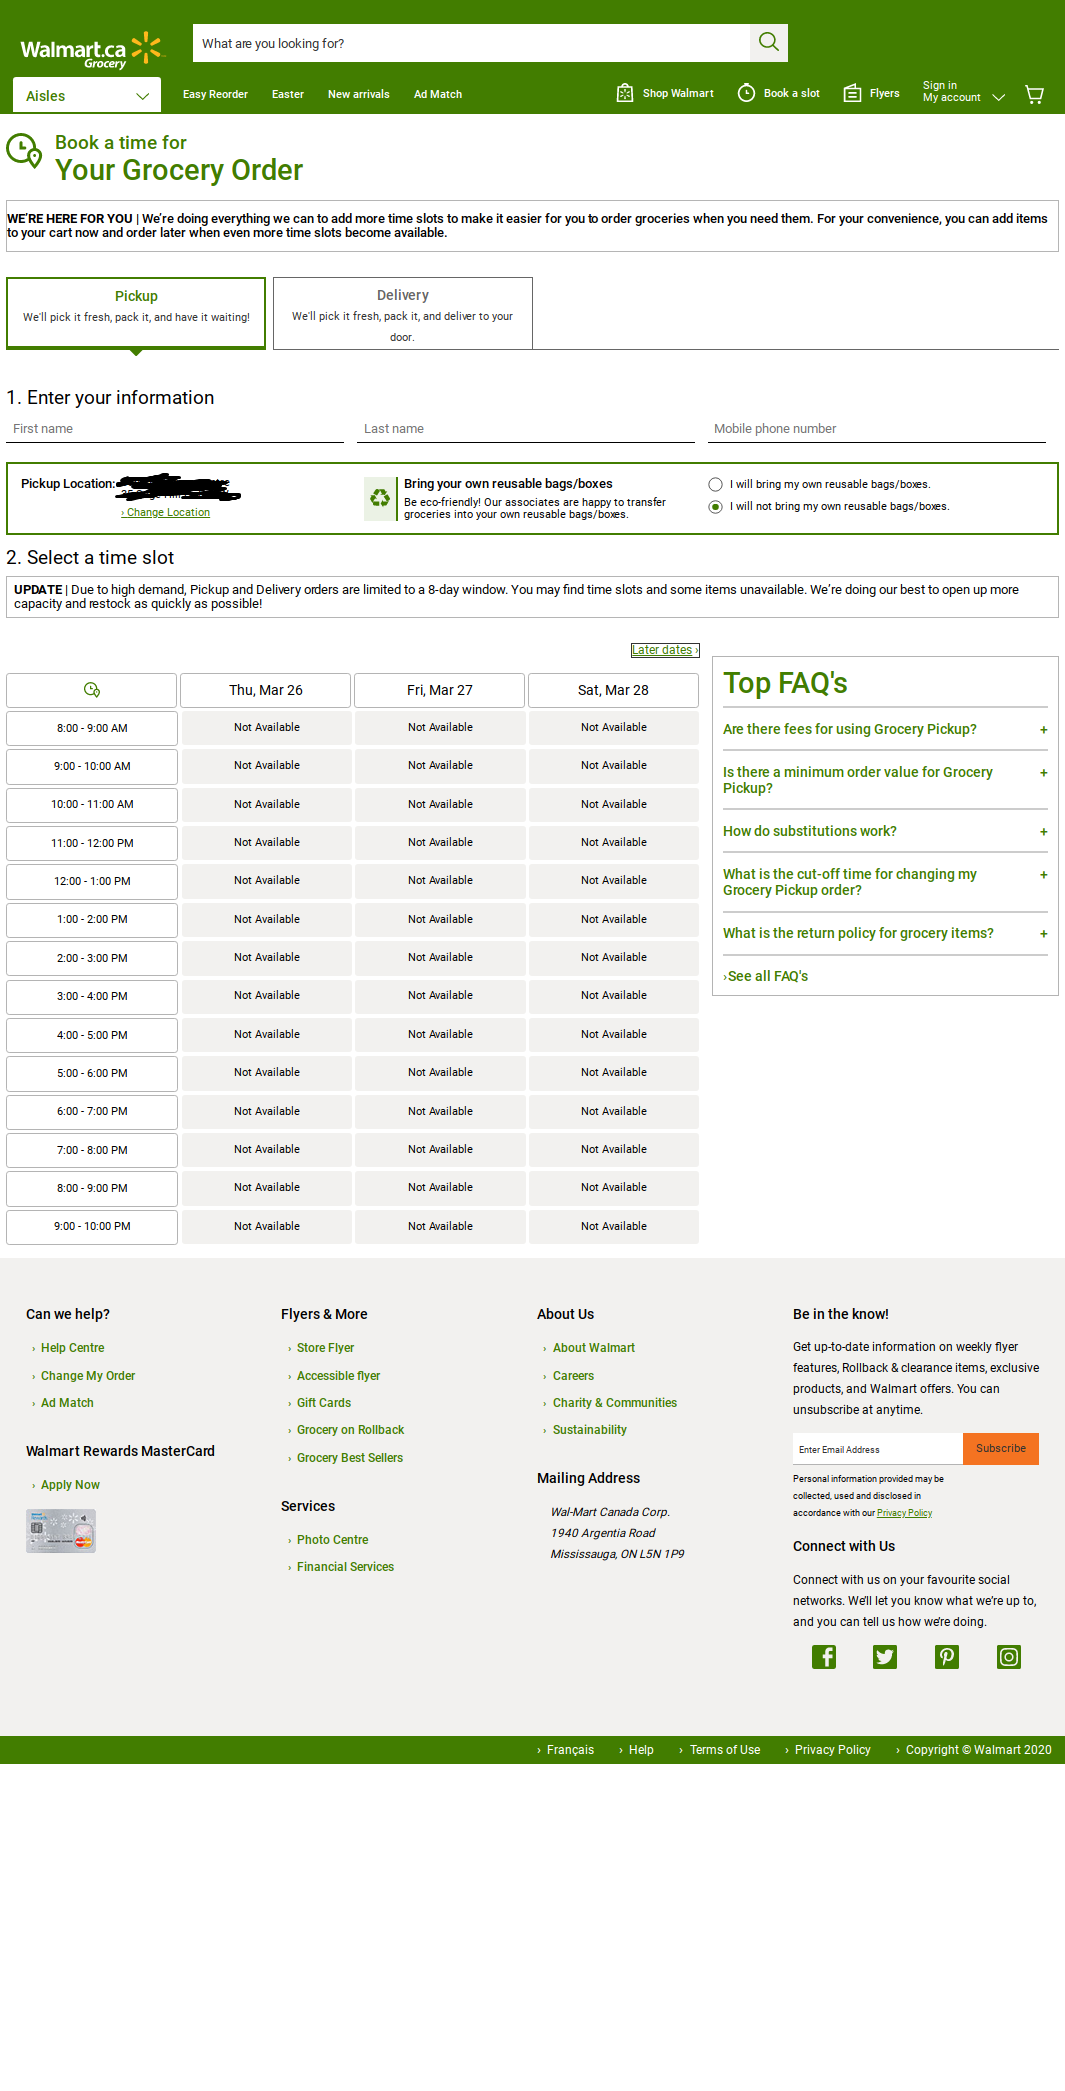 Walmart.ca
Grocery
What are you looking for?
Aisles
Easy Reorder
Easter
New arrivals
Ad Match
Shop Walmart
Book a slot
Flyers
Sign in
My account
Book a time for
Your Grocery Order
WE'RE HERE FOR YOU | We're doing everything we can to add more time slots to make it easier for you to order groceries when you need them. For your convenience, you can add items
to your cart now and order later when even more time slots become available.
Pickup
We'll pick it fresh, pack it, and have it waiting!
Delivery
We'll pick it fresh, pack it, and deliver to your
door.
1. Enter your information
First name
Last name
Mobile phone number
Pickup Location:
› Change Location
Bring your own reusable bags/boxes
Be eco-friendly! Our associates are happy to transfer
groceries into your own reusable bags/boxes.
I will bring my own reusable bags/boxes.
I will not bring my own reusable bags/boxes.
2. Select a time slot
UPDATE | Due to high demand, Pickup and Delivery orders are limited to a 8-day window. You may find time slots and some items unavailable. We're doing our best to open up more
capacity and restock as quickly as possible!
Later dates ›
Thu, Mar 26 Fri, Mar 27 Sat, Mar 28
8:00 - 9:00 AM Not Available Not Available Not Available
9:00 - 10:00 AM Not Available Not Available Not Available
10:00 - 11:00 AM Not Available Not Available Not Available
11:00 - 12:00 PM Not Available Not Available Not Available
12:00 - 1:00 PM Not Available Not Available Not Available
1:00 - 2:00 PM Not Available Not Available Not Available
2:00 - 3:00 PM Not Available Not Available Not Available
3:00 - 4:00 PM Not Available Not Available Not Available
4:00 - 5:00 PM Not Available Not Available Not Available
5:00 - 6:00 PM Not Available Not Available Not Available
6:00 - 7:00 PM Not Available Not Available Not Available
7:00 - 8:00 PM Not Available Not Available Not Available
8:00 - 9:00 PM Not Available Not Available Not Available
9:00 - 10:00 PM Not Available Not Available Not Available
Top FAQ's
Are there fees for using Grocery Pickup? +
Is there a minimum order value for Grocery +
Pickup?
How do substitutions work? +
What is the cut-off time for changing my +
Grocery Pickup order?
What is the return policy for grocery items? +
›See all FAQ's
Can we help?
› Help Centre
› Change My Order
› Ad Match
Walmart Rewards MasterCard
› Apply Now
Flyers & More
› Store Flyer
› Accessible flyer
› Gift Cards
› Grocery on Rollback
› Grocery Best Sellers
Services
› Photo Centre
› Financial Services
About Us
› About Walmart
› Careers
› Charity & Communities
› Sustainability
Mailing Address
Wal-Mart Canada Corp.
1940 Argentia Road
Mississauga, ON L5N 1P9
Be in the know!
Get up-to-date information on weekly flyer
features, Rollback & clearance items, exclusive
products, and Walmart offers. You can
unsubscribe at anytime.
Enter Email Address
Subscribe
Personal information provided may be
collected, used and disclosed in
accordance with our Privacy Policy
Connect with Us
Connect with us on your favourite social
networks. We'll let you know what we're up to,
and you can tell us how we're doing.
› Français › Help › Terms of Use › Privacy Policy › Copyright © Walmart 2020